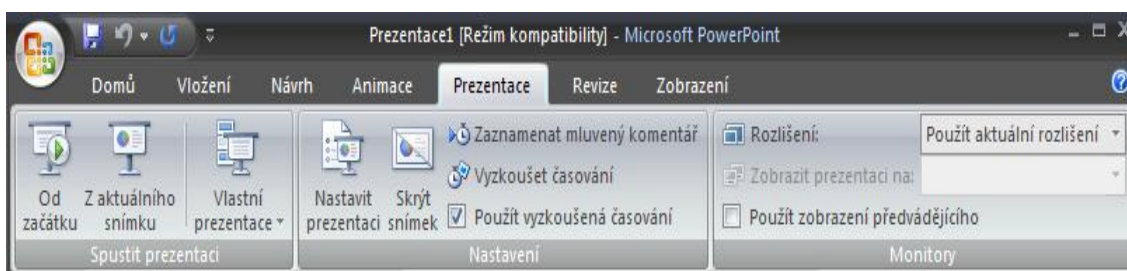 Prezentace1 [Režim kompatibility] - Microsoft PowerPoint
Domů Vložení Návrh Animace Prezentace Revize Zobrazení
Od začátku
Z aktuálního snímku
Vlastní prezentace
Spustit prezentaci
Nastavit prezentaci
Skrýt snímek
Zaznamenat mluvený komentář
Vyzkoušet časování
Použít vyzkoušená časování
Nastavení
Rozlišení: Použít aktuální rozlišení
Zobrazit prezentaci na:
Použít zobrazení předvádějícího
Monitory